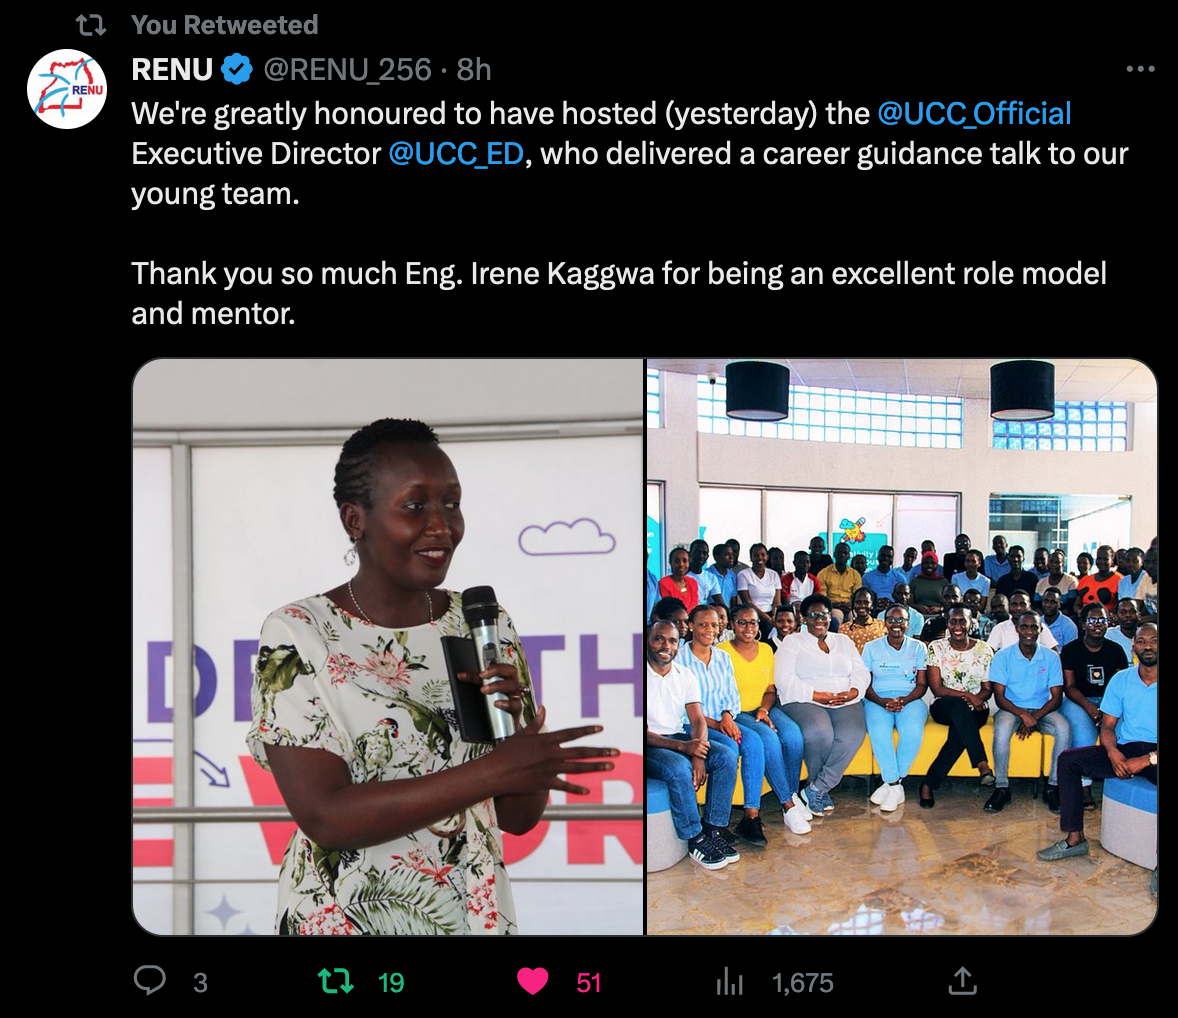 You Retweeted
RENU @RENU_256 · 8h
We're greatly honoured to have hosted (yesterday) the @UCC_Official
Executive Director @UCC_ED, who delivered a career guidance talk to our
young team.
Thank you so much Eng. Irene Kaggwa for being an excellent role model
and mentor.
RENU
3 19 51 1,675